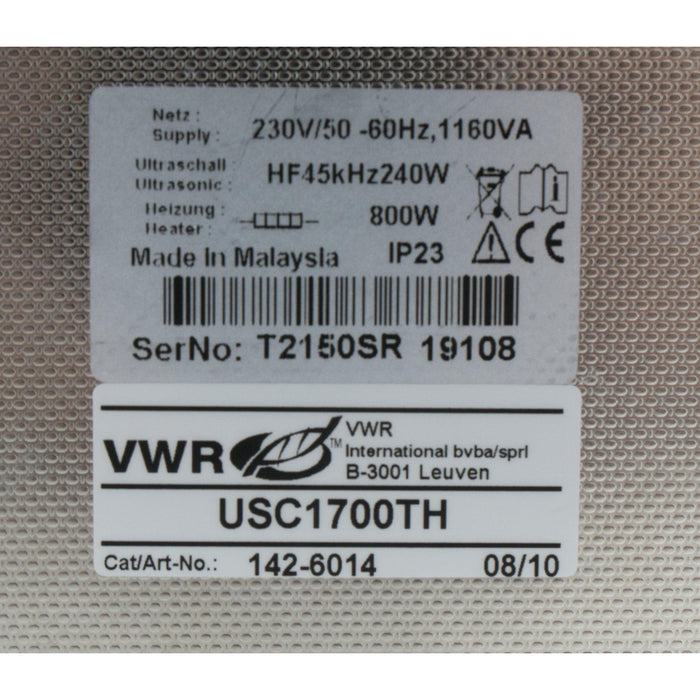 Netz :
Supply : 230V/50 -60Hz,1160VA
Ultraschall :
Ultrasonic : HF45kHz240W
Heizung :
Heater : 800W
Made In Malaysia IP23
CE
SerNo: T2150SR 19108
VWR TM
VWR
International bvba/sprl
B-3001 Leuven
USC1700TH
Cat/Art-No.: 142-6014 08/10